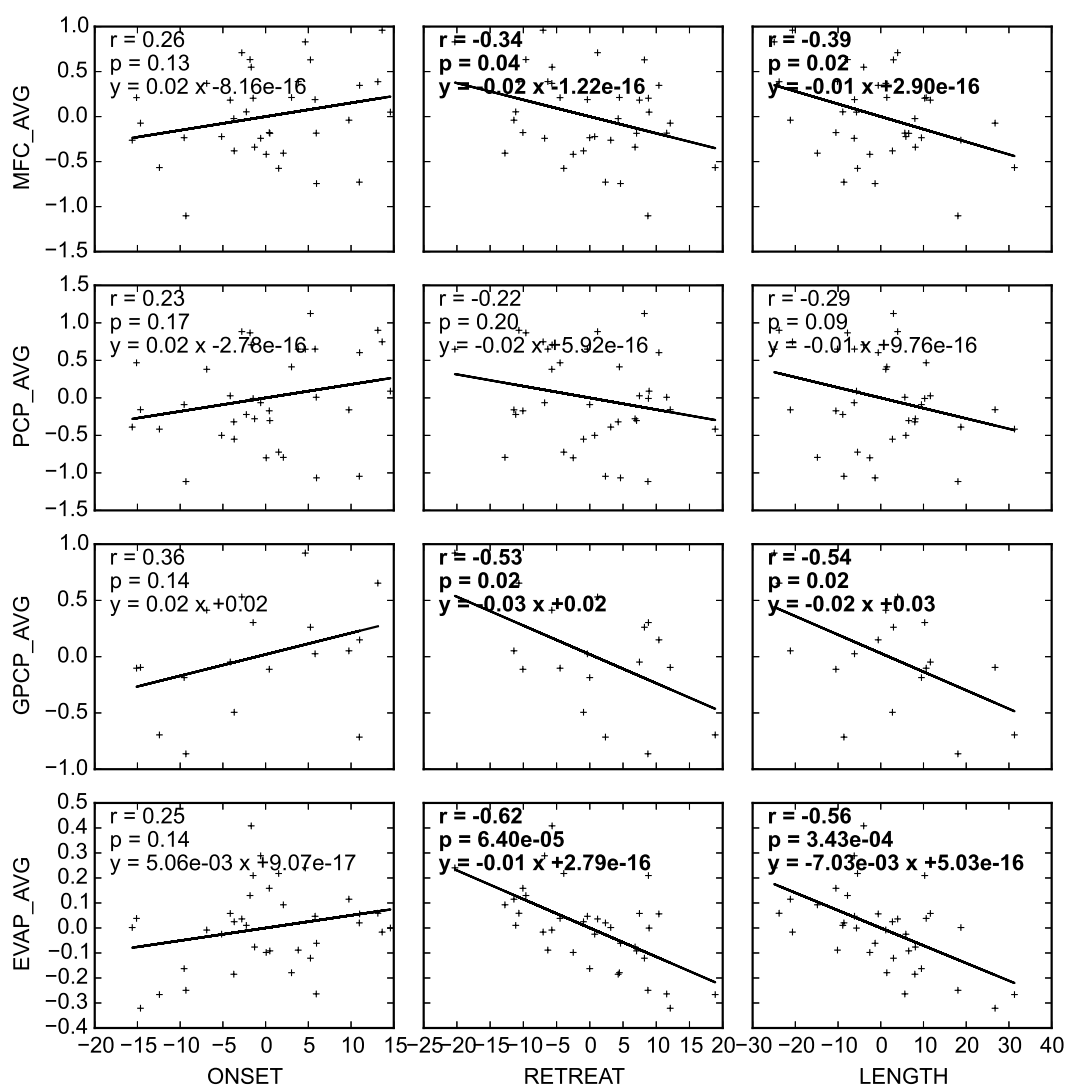 1.0
0.5
0.0
−0.5
−1.0
−1.5
MFC_AVG
r = 0.26
p = 0.13
y = 0.02 x -8.16e-16
r = -0.34
p = 0.04
y = -0.02 x -1.22e-16
r = -0.39
p = 0.02
y = -0.01 x +2.90e-16
1.5
1.0
0.5
0.0
−0.5
−1.0
−1.5
PCP_AVG
r = 0.23
p = 0.17
y = 0.02 x -2.78e-16
r = -0.22
p = 0.20
y = -0.02 x +5.92e-16
r = -0.29
p = 0.09
y = -0.01 x +9.76e-16
1.0
0.5
0.0
−0.5
−1.0
GPCP_AVG
r = 0.36
p = 0.14
y = 0.02 x +0.02
r = -0.53
p = 0.02
y = -0.03 x +0.02
r = -0.54
p = 0.02
y = -0.02 x +0.03
0.5
0.4
0.3
0.2
0.1
0.0
−0.1
−0.2
−0.3
−0.4
EVAP_AVG
r = 0.25
p = 0.14
y = 5.06e-03 x +9.07e-17
r = -0.62
p = 6.40e-05
y = -0.01 x +2.79e-16
r = -0.56
p = 3.43e-04
y = -7.03e-03 x +5.03e-16
−20 −15 −10 −5 0 5 10 15
−25 −20 −15 −10 −5 0 5 10 15 20
−30 −20 −10 0 10 20 30 40
ONSET
RETREAT
LENGTH